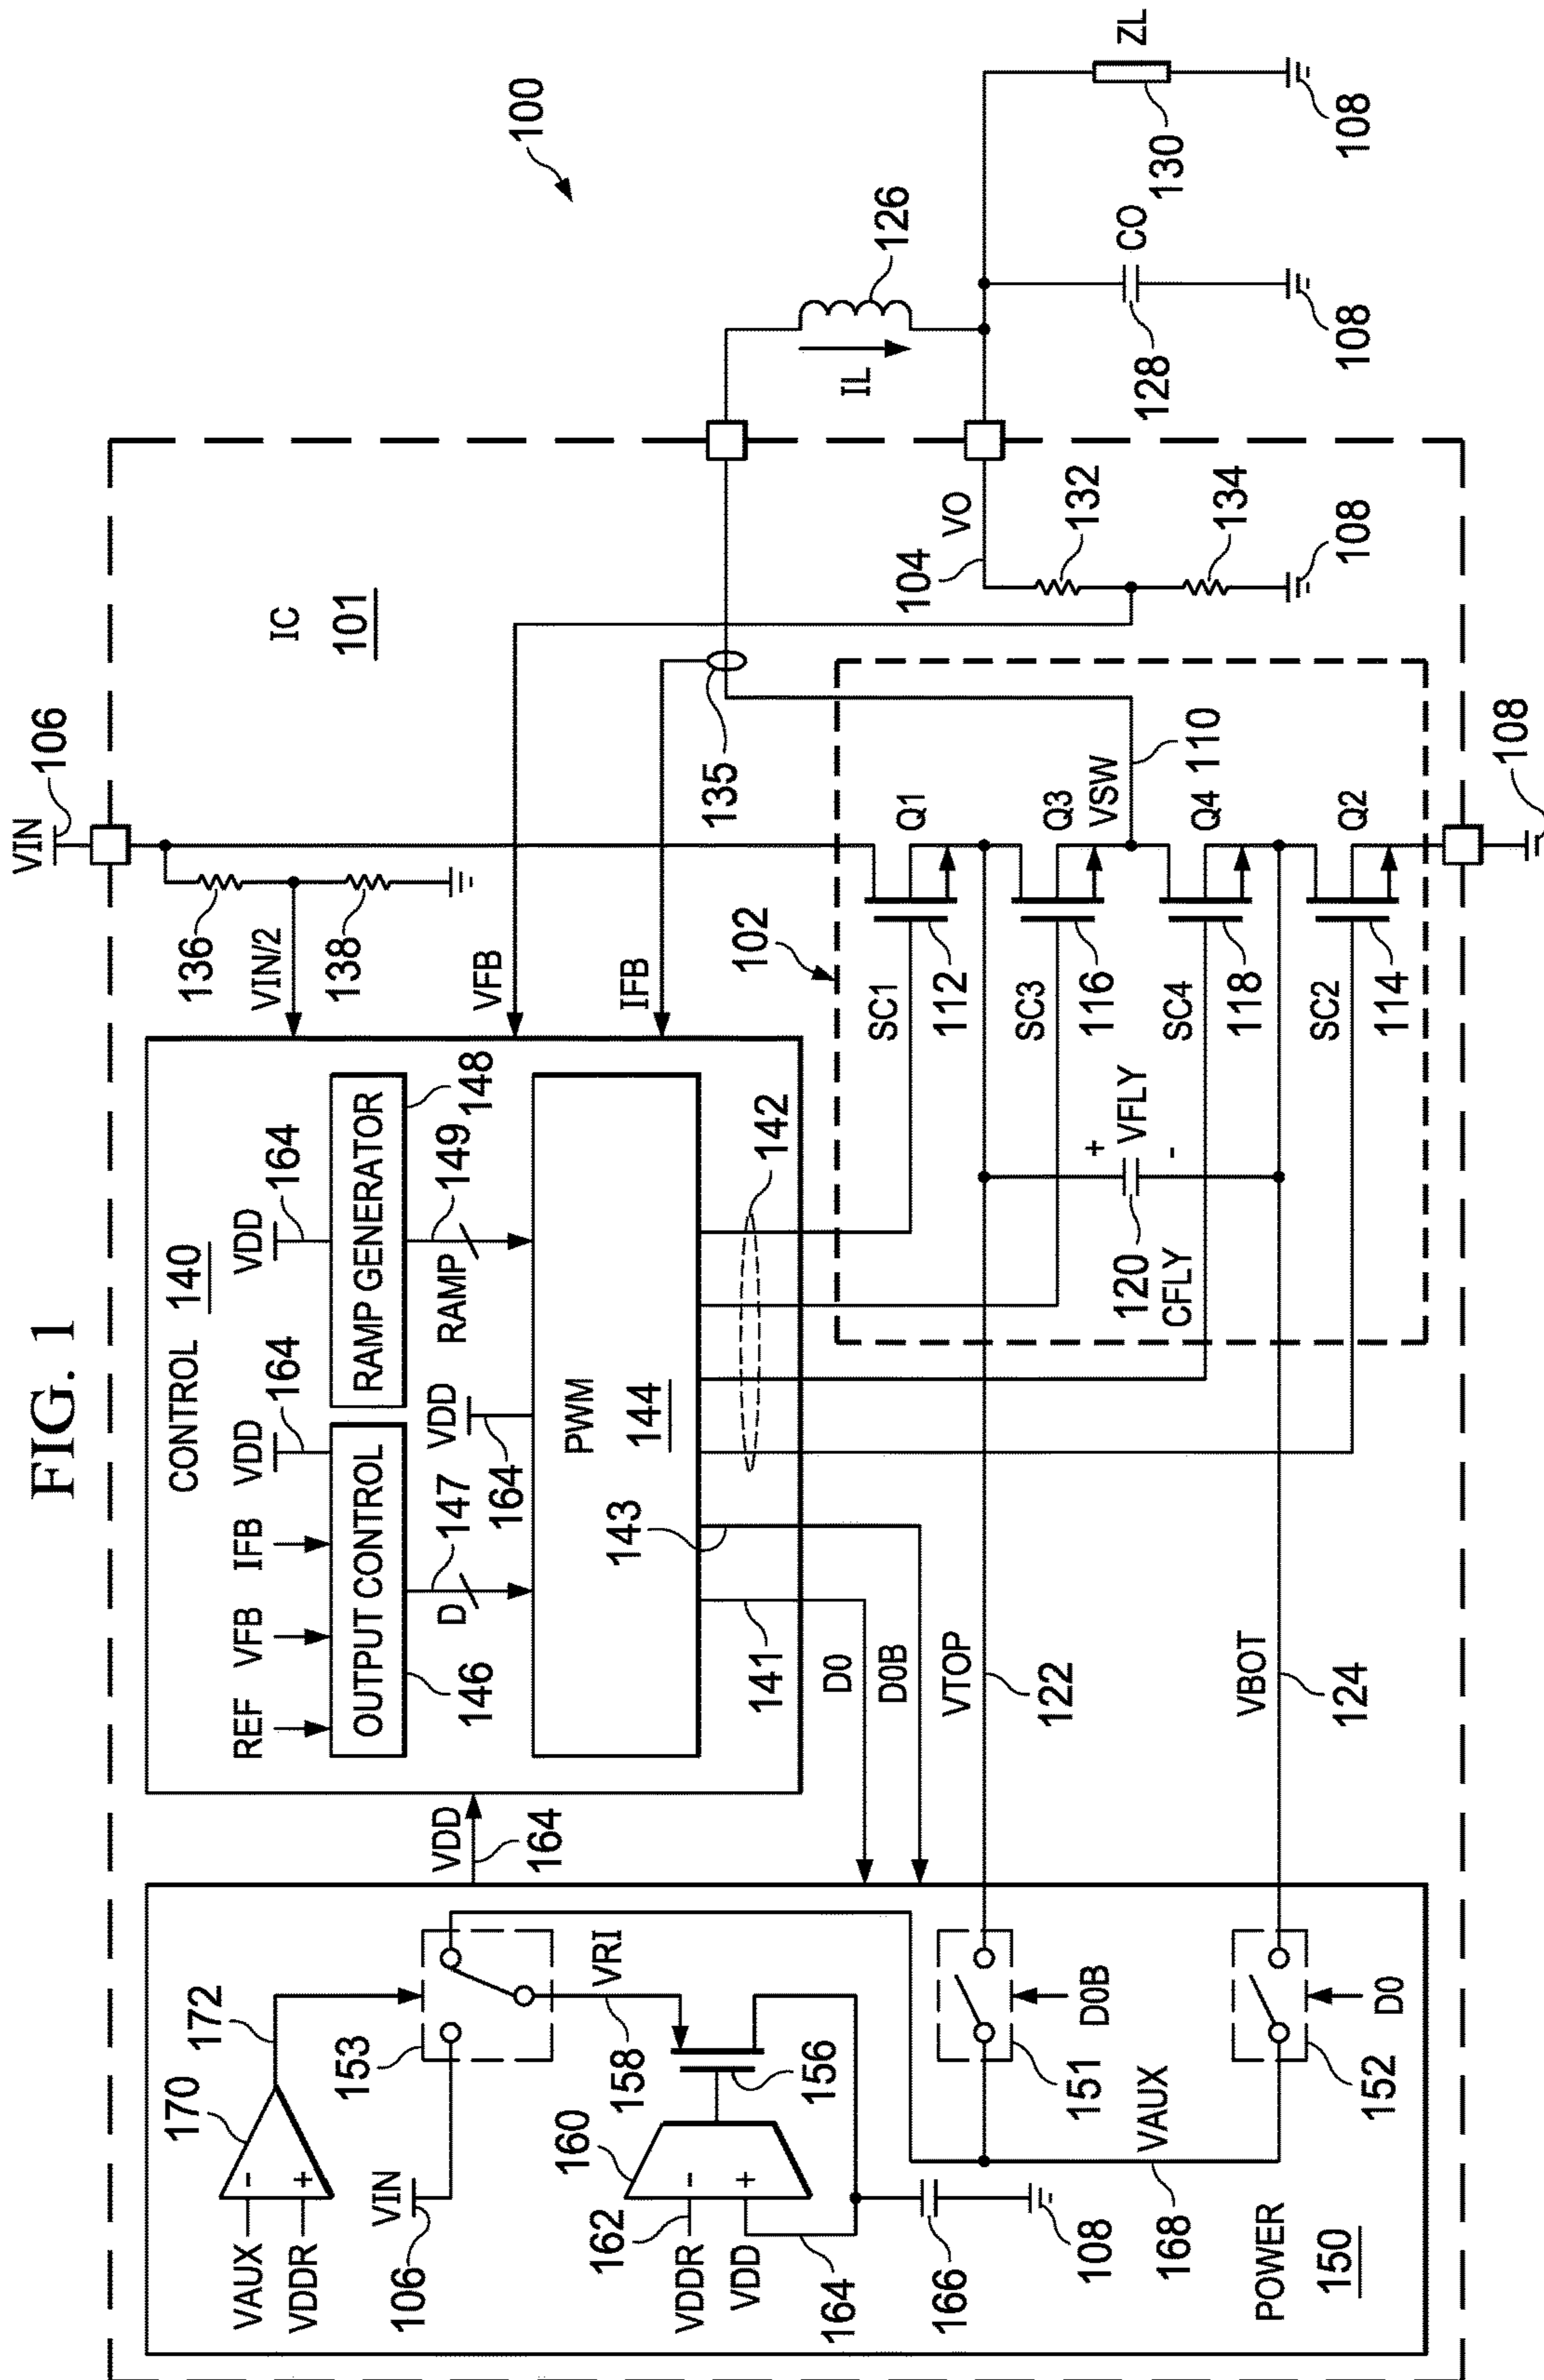 FIG. 1
100
IC
101
VIN
106
136
VIN/2
138
VFB
IFB
135
CONTROL
140
REF
VFB
IFB
VDD
164
VDD
164
OUTPUT CONTROL
146
RAMP GENERATOR
148
D
147
VDD
164
RAMP
149
PWM
144
143
141
142
D0
D0B
VDD
164
170
172
VAUX
-
VDDR
+
VIN
106
153
VRI
158
160
162
VDDR
-
VDD
+
164
156
166
108
151
D0B
152
D0
VAUX
168
POWER
150
VTOP
122
VBOT
124
102
SC1
112
Q1
SC3
116
Q3
VSW
110
SC4
118
Q4
SC2
114
Q2
108
120
CFLY
+
VFLY
-
104
VO
132
134
108
IL
126
128
CO
108
130
ZL
108